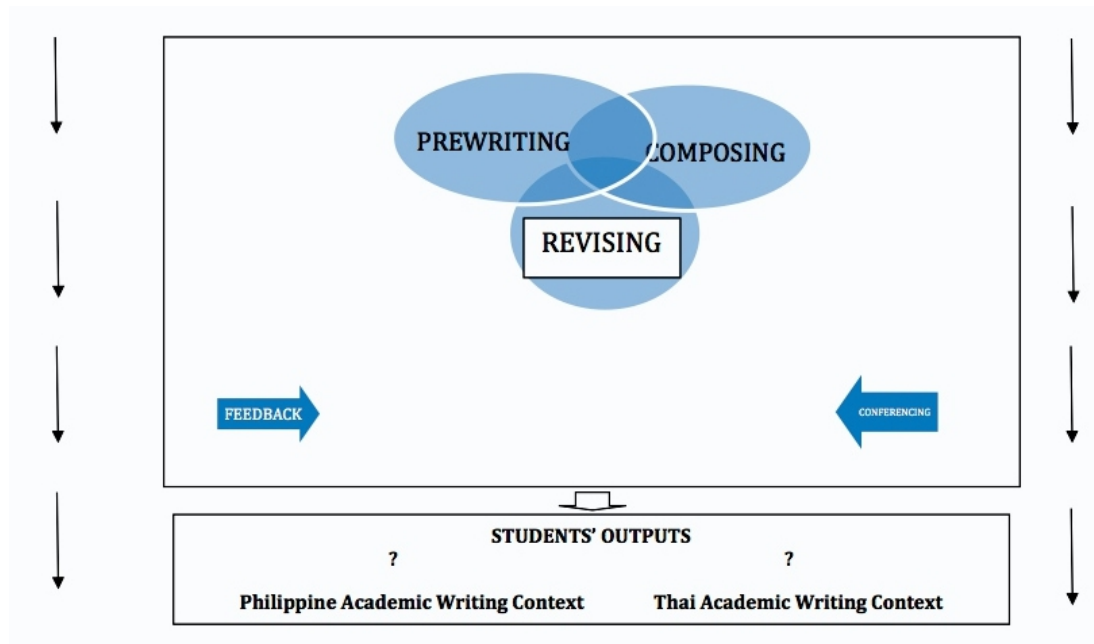 PREWRITING
COMPOSING
REVISING
FEEDBACK
CONFERENCING
STUDENTS’ OUTPUTS
? ?
Philippine Academic Writing Context Thai Academic Writing Context